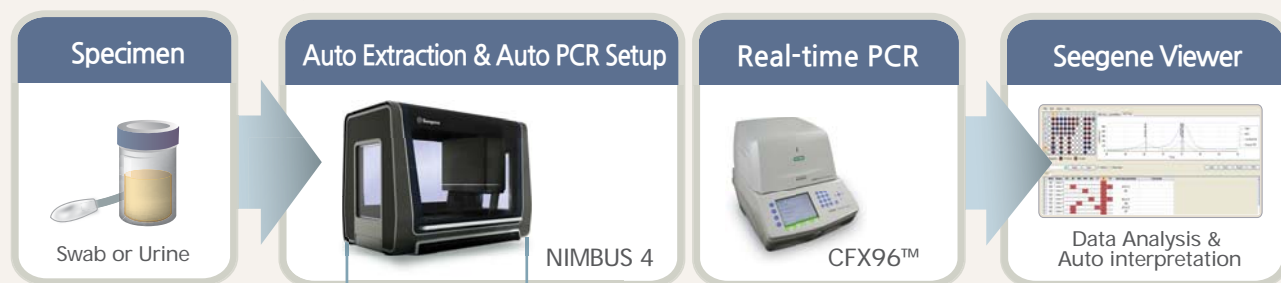 Specimen
Swab or Urine
Auto Extraction & Auto PCR Setup
NIMBUS 4
Real-time PCR
CFX96™
Seegene Viewer
Data Analysis &
Auto interpretation